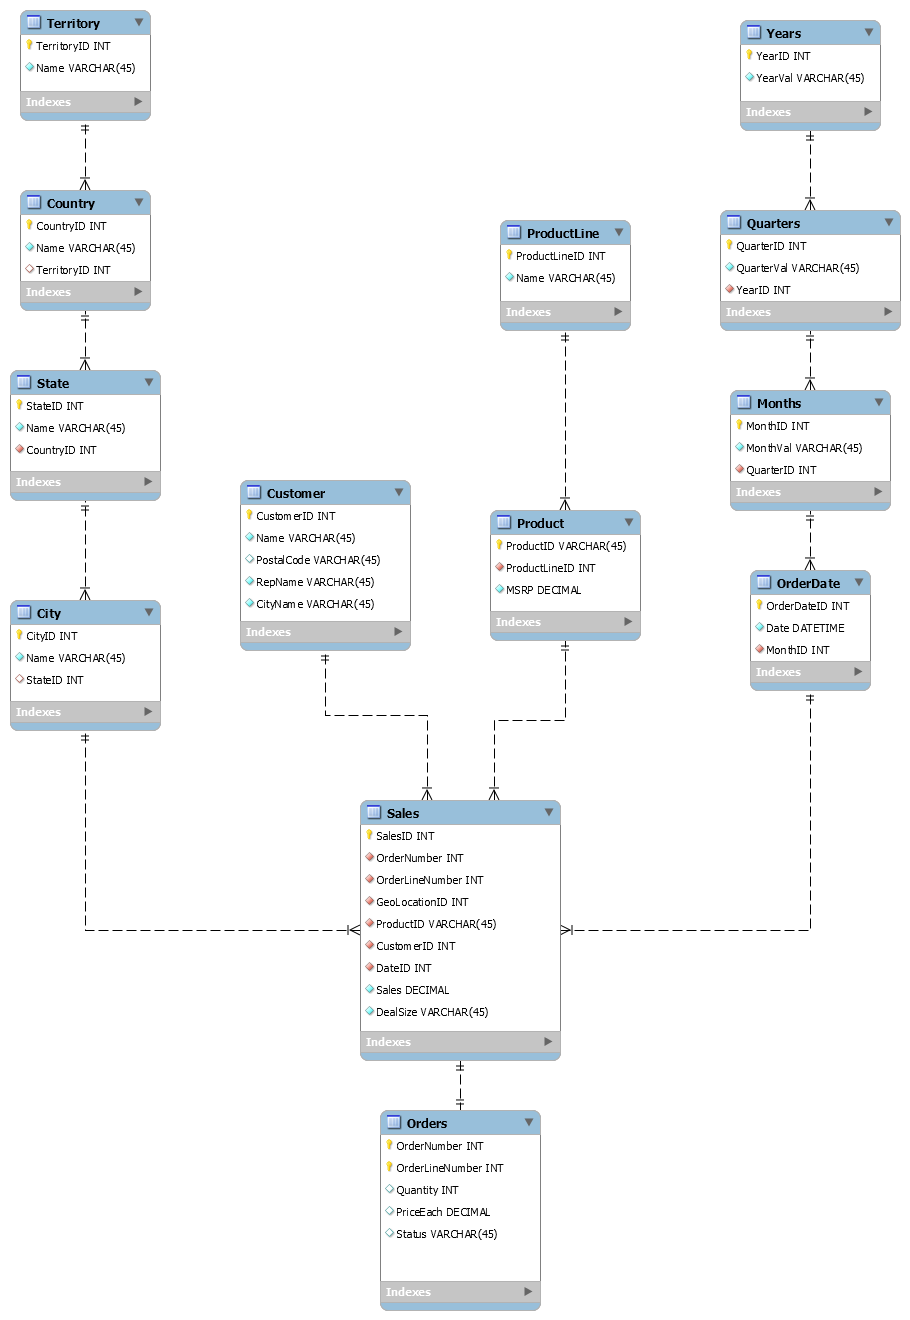 Territory
TerritoryID INT
Name VARCHAR(45)
Indexes
Country
CountryID INT
Name VARCHAR(45)
TerritoryID INT
Indexes
State
StateID INT
Name VARCHAR(45)
CountryID INT
Indexes
City
CityID INT
Name VARCHAR(45)
StateID INT
Indexes
Customer
CustomerID INT
Name VARCHAR(45)
PostalCode VARCHAR(45)
RepName VARCHAR(45)
CityName VARCHAR(45)
Indexes
ProductLine
ProductLineID INT
Name VARCHAR(45)
Indexes
Product
ProductID VARCHAR(45)
ProductLineID INT
MSRP DECIMAL
Indexes
Years
YearID INT
YearVal VARCHAR(45)
Indexes
Quarters
QuarterID INT
QuarterVal VARCHAR(45)
YearID INT
Indexes
Months
MonthID INT
MonthVal VARCHAR(45)
QuarterID INT
Indexes
OrderDate
OrderDateID INT
Date DATETIME
MonthID INT
Indexes
Sales
SalesID INT
OrderNumber INT
OrderLineNumber INT
GeoLocationID INT
ProductID VARCHAR(45)
CustomerID INT
DateID INT
Sales DECIMAL
DealSize VARCHAR(45)
Indexes
Orders
OrderNumber INT
OrderLineNumber INT
Quantity INT
PriceEach DECIMAL
Status VARCHAR(45)
Indexes